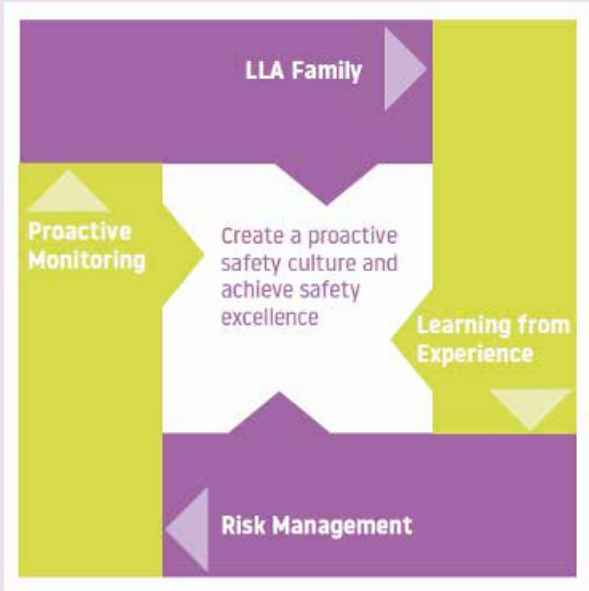 LLA Family
Proactive
Monitoring
Create a proactive
safety culture and
achieve safety
excellence
Learning from
Experience
Risk Management